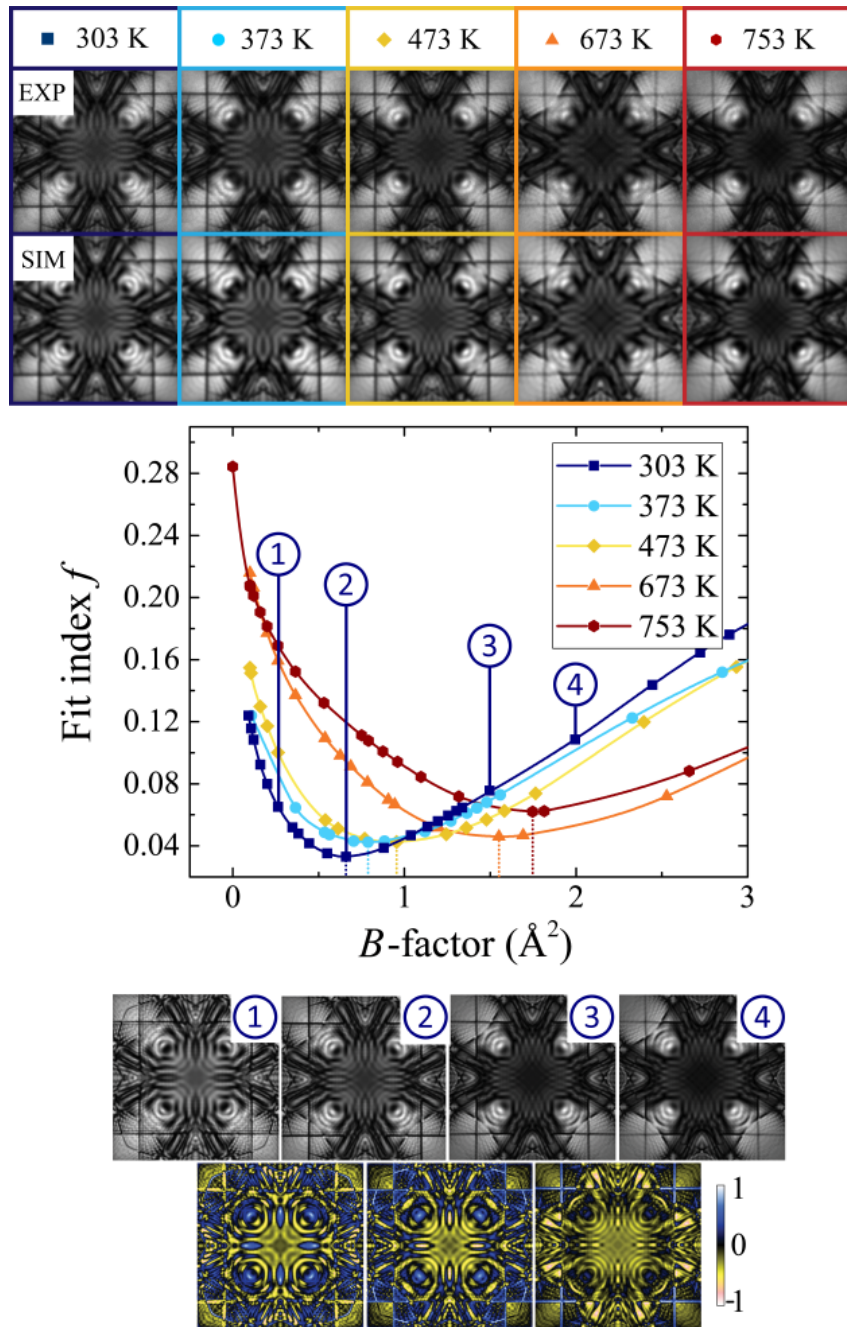 303 K 373 K 473 K 673 K 753 K
EXP
SIM
Fit index f
0.28
0.24
0.20
0.16
0.12
0.08
0.04
0 1 2 3
B-factor (Å²)
1
2
3
4
303 K
373 K
473 K
673 K
753 K
1 2 3 4
1
0
-1